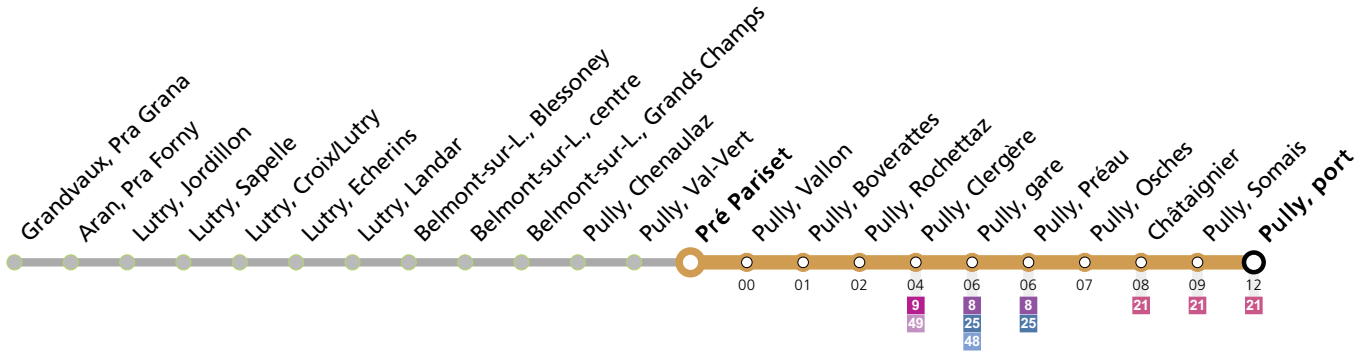 Grandvaux, Pra Grana
Aran, Pra Forny
Lutry, Jordillon
Lutry, Sapelle
Lutry, Croix/Lutry
Lutry, Echerins
Lutry, Landar
Belmont-sur-L., Blessoney
Belmont-sur-L., centre
Belmont-sur-L., Grands Champs
Pully, Chenaulaz
Pully, Val-Vert
Pré Pariset
Pully, Vallon
Pully, Boverattes
Pully, Rochettaz
Pully, Clergère
Pully, gare
Pully, Préau
Pully, Osches
Châtaignier
Pully, Somais
Pully, port
00 01 02 04 06 06 07 08 09 12
9 8 8 21 21 21
49 25 25
48